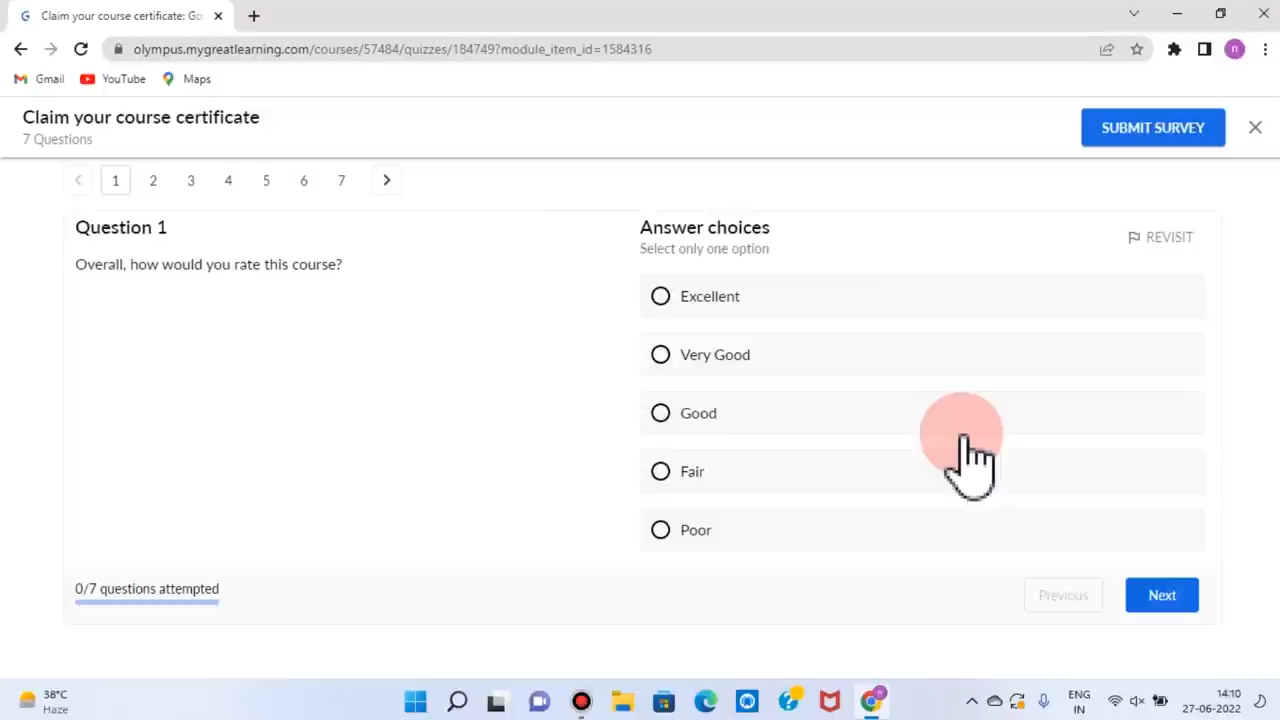 Claim your course certificate: Go
olympus.mygreatlearning.com/courses/57484/quizzes/184749?module_item_id=1584316
n
Gmail
YouTube
Maps
Claim your course certificate
7 Questions
SUBMIT SURVEY
1 2 3 4 5 6 7
Question 1
Overall, how would you rate this course?
Answer choices
Select only one option
REVISIT
Excellent
Very Good
Good
Fair
Poor
0/7 questions attempted
Previous
Next
38°C
Haze
ENG
IN
14:10
27-06-2022